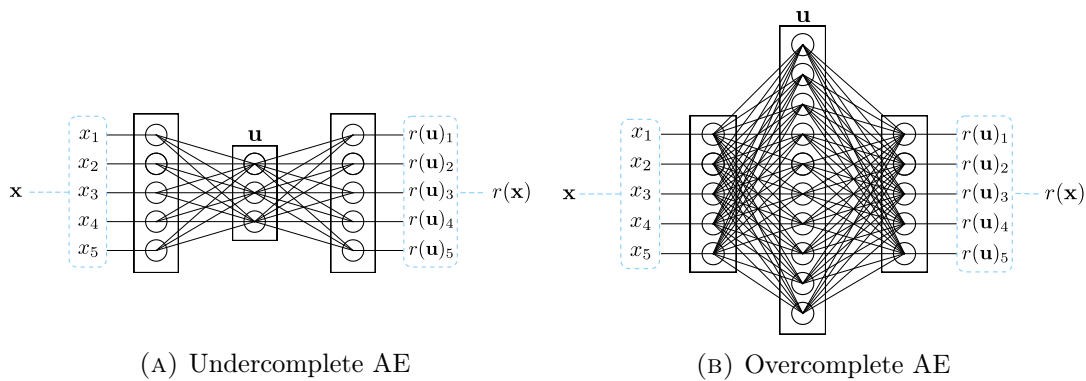 u
x
x₁
x₂
x₃
x₄
x₅
r(u)₁
r(u)₂
r(u)₃
r(u)₄
r(u)₅
r(x)
(A) Undercomplete AE
u
x
x₁
x₂
x₃
x₄
x₅
r(u)₁
r(u)₂
r(u)₃
r(u)₄
r(u)₅
r(x)
(B) Overcomplete AE